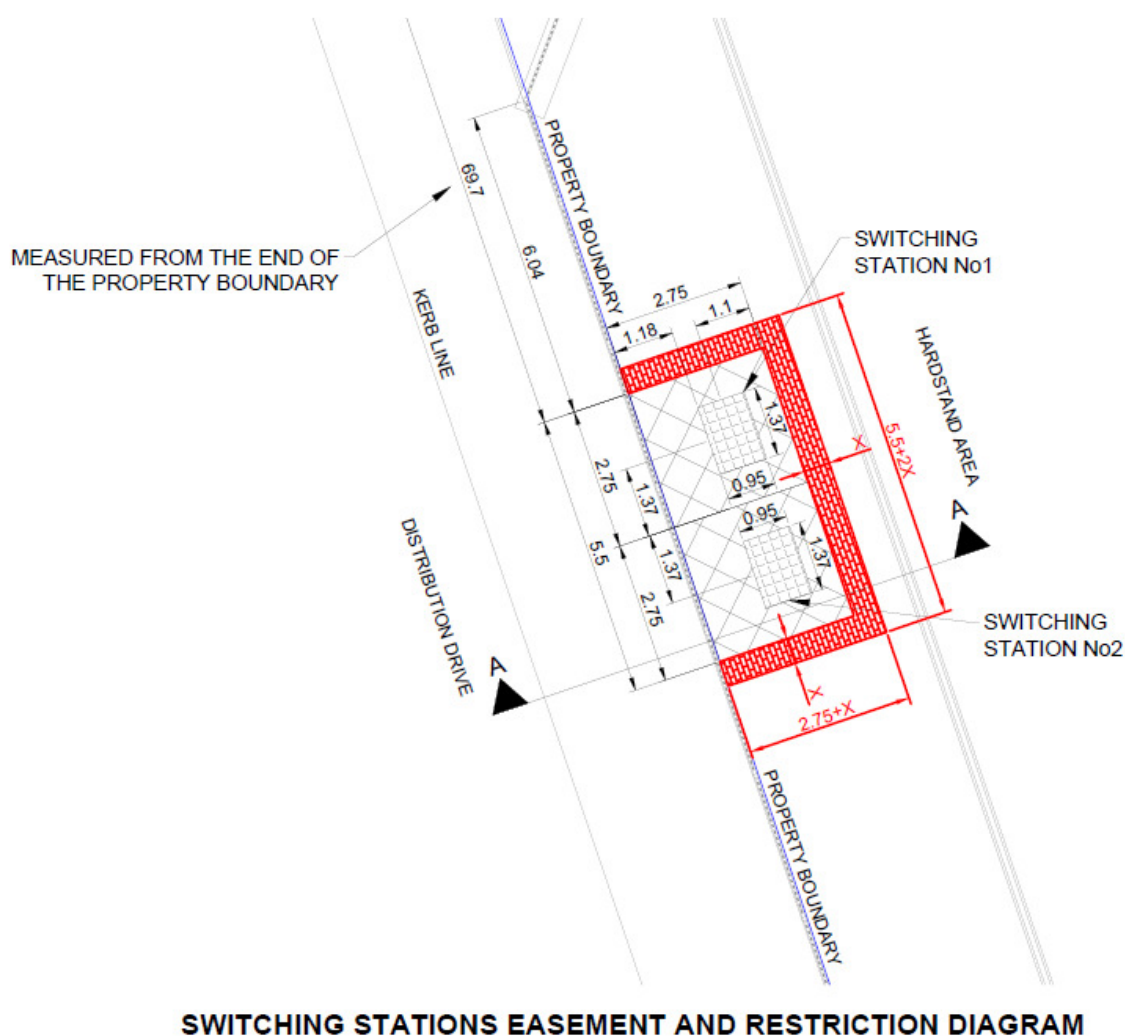 PROPERTY BOUNDARY
69.7
MEASURED FROM THE END OF
THE PROPERTY BOUNDARY
6.04
KERB LINE
SWITCHING
STATION No1
2.75
1.1
1.18
HARDSTAND AREA
1.37
5.5+2X
X
0.95
2.75
1.37
0.95
A
DISTRIBUTION DRIVE
5.5
1.37
1.37
2.75
SWITCHING
STATION No2
A
X
2.75+X
PROPERTY BOUNDARY
SWITCHING STATIONS EASEMENT AND RESTRICTION DIAGRAM